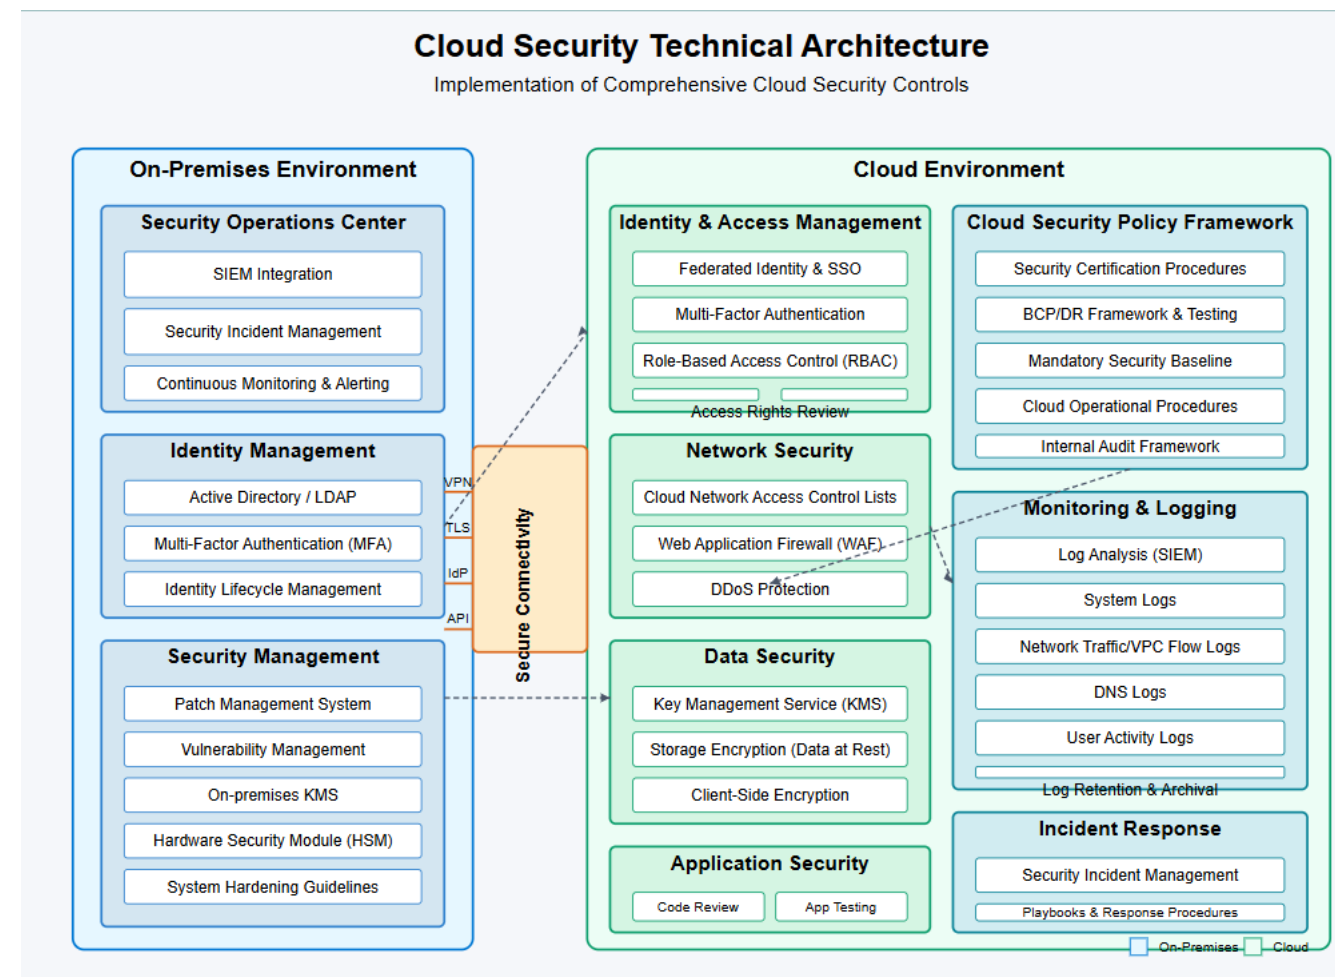 Cloud Security Technical Architecture
Implementation of Comprehensive Cloud Security Controls
On-Premises Environment
Security Operations Center
SIEM Integration
Security Incident Management
Continuous Monitoring & Alerting
Identity Management
Active Directory / LDAP
Multi-Factor Authentication (MFA)
Identity Lifecycle Management
Security Management
Patch Management System
Vulnerability Management
On-premises KMS
Hardware Security Module (HSM)
System Hardening Guidelines
VPN
TLS
IdP
API
Secure Connectivity
Cloud Environment
Identity & Access Management
Federated Identity & SSO
Multi-Factor Authentication
Role-Based Access Control (RBAC)
Access Rights Review
Network Security
Cloud Network Access Control Lists
Web Application Firewall (WAF)
DDoS Protection
Data Security
Key Management Service (KMS)
Storage Encryption (Data at Rest)
Client-Side Encryption
Application Security
Code Review
App Testing
Cloud Security Policy Framework
Security Certification Procedures
BCP/DR Framework & Testing
Mandatory Security Baseline
Cloud Operational Procedures
Internal Audit Framework
Monitoring & Logging
Log Analysis (SIEM)
System Logs
Network Traffic/VPC Flow Logs
DNS Logs
User Activity Logs
Log Retention & Archival
Incident Response
Security Incident Management
Playbooks & Response Procedures
On-Premises
Cloud